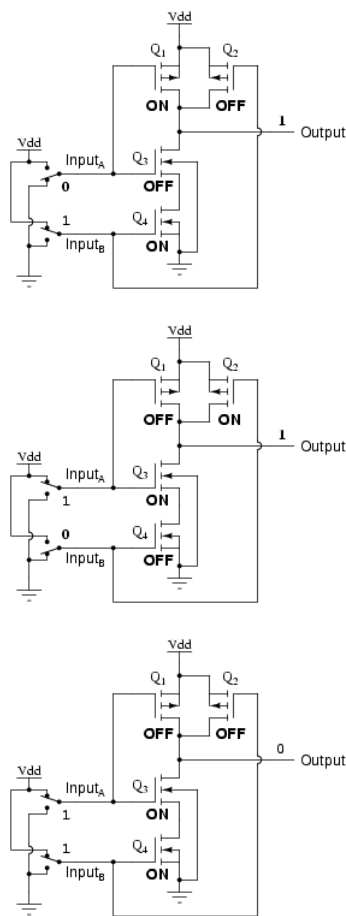 Vdd
Q1 Q2
ON OFF
1
Output
Vdd
InputA
Q3
0
OFF
1
Q4
InputB
ON
Vdd
Q1 Q2
OFF ON
1
Output
Vdd
InputA
Q3
1
ON
0
Q4
InputB
OFF
Vdd
Q1 Q2
OFF OFF
0
Output
Vdd
InputA
Q3
1
ON
1
Q4
InputB
ON